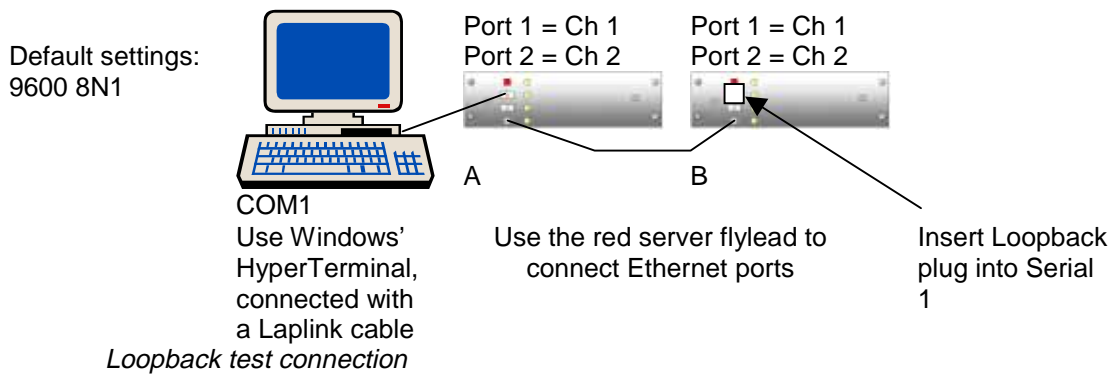 Default settings:
9600 8N1
Port 1 = Ch 1
Port 2 = Ch 2
Port 1 = Ch 1
Port 2 = Ch 2
A
B
COM1
Use Windows’
HyperTerminal,
connected with
a Laplink cable
Use the red server flylead to
connect Ethernet ports
Insert Loopback
plug into Serial
1
Loopback test connection